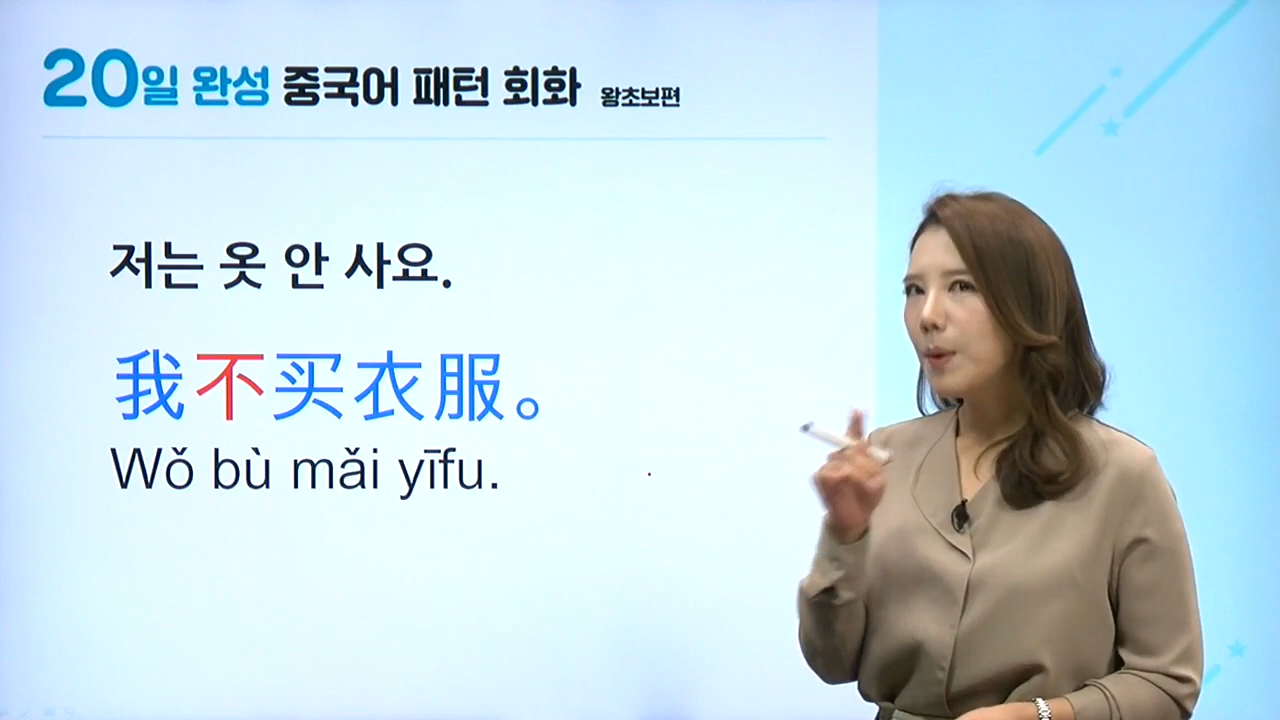 20일 완성 중국어 패턴 회화 왕초보편
저는 옷 안 사요.
我不买衣服。
Wǒ bù mǎi yīfu.